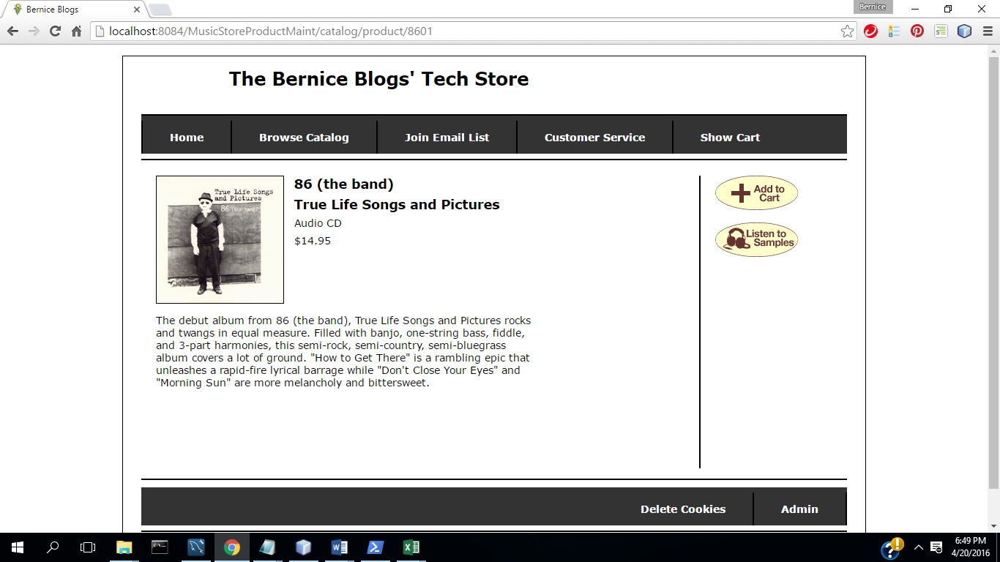 Bernice Blogs
Bernice
localhost:8084/MusicStoreProductMaint/catalog/product/8601
The Bernice Blogs' Tech Store
Home Browse Catalog Join Email List Customer Service Show Cart
True Life Songs
and Pictures
86 (the band)
86 (the band)
True Life Songs and Pictures
Audio CD
$14.95
Add to
Cart
Listen to
Samples
The debut album from 86 (the band), True Life Songs and Pictures rocks
and twangs in equal measure. Filled with banjo, one-string bass, fiddle,
and 3-part harmonies, this semi-rock, semi-country, semi-bluegrass
album covers a lot of ground. "How to Get There" is a rambling epic that
unleashes a rapid-fire lyrical barrage while "Don't Close Your Eyes" and
"Morning Sun" are more melancholy and bittersweet.
Delete Cookies Admin
6:49 PM
4/20/2016